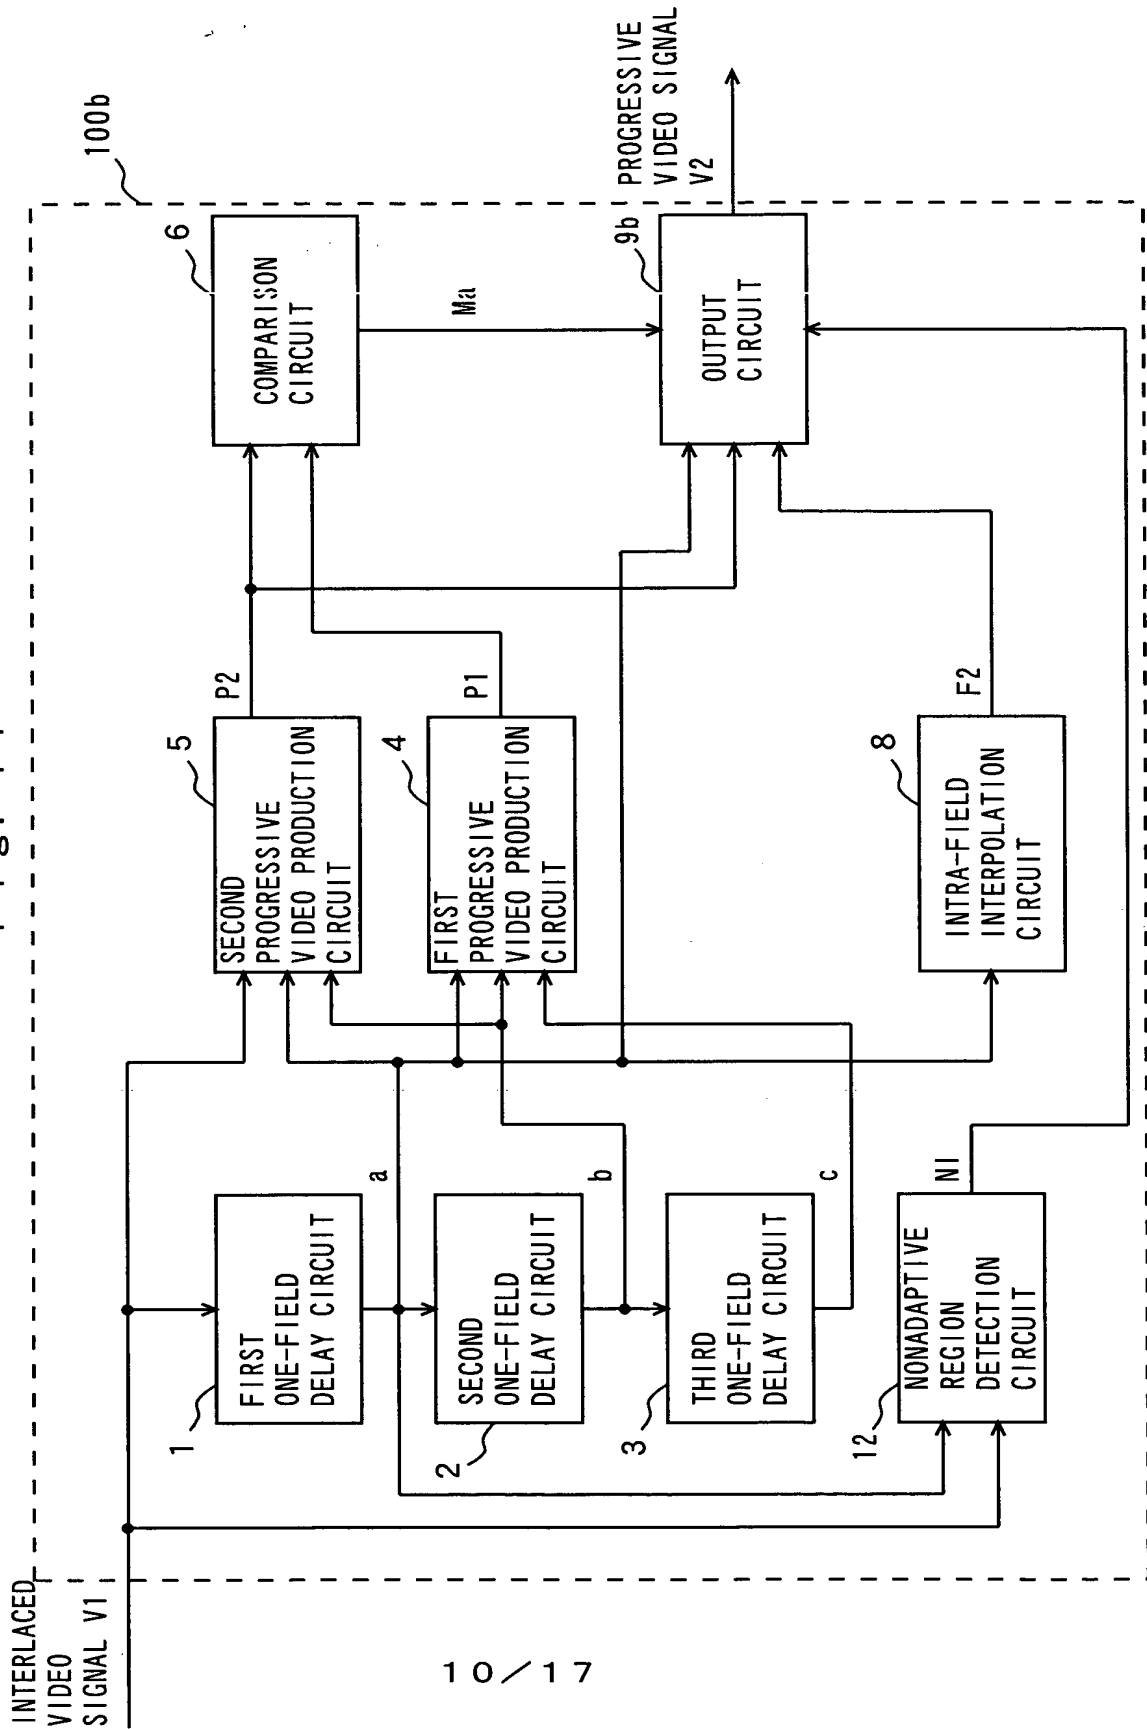 INTERLACED
VIDEO
SIGNAL V1
100b
1
FIRST
ONE-FIELD
DELAY CIRCUIT
a
2
SECOND
ONE-FIELD
DELAY CIRCUIT
b
3
THIRD
ONE-FIELD
DELAY CIRCUIT
c
12
NONADAPTIVE
REGION
DETECTION
CIRCUIT
NI
5
SECOND
PROGRESSIVE
VIDEO PRODUCTION
CIRCUIT
P2
4
FIRST
PROGRESSIVE
VIDEO PRODUCTION
CIRCUIT
P1
8
INTRA-FIELD
INTERPOLATION
CIRCUIT
F2
6
COMPARISON
CIRCUIT
Ma
9b
OUTPUT
CIRCUIT
PROGRESSIVE
VIDEO SIGNAL
V2
10/17